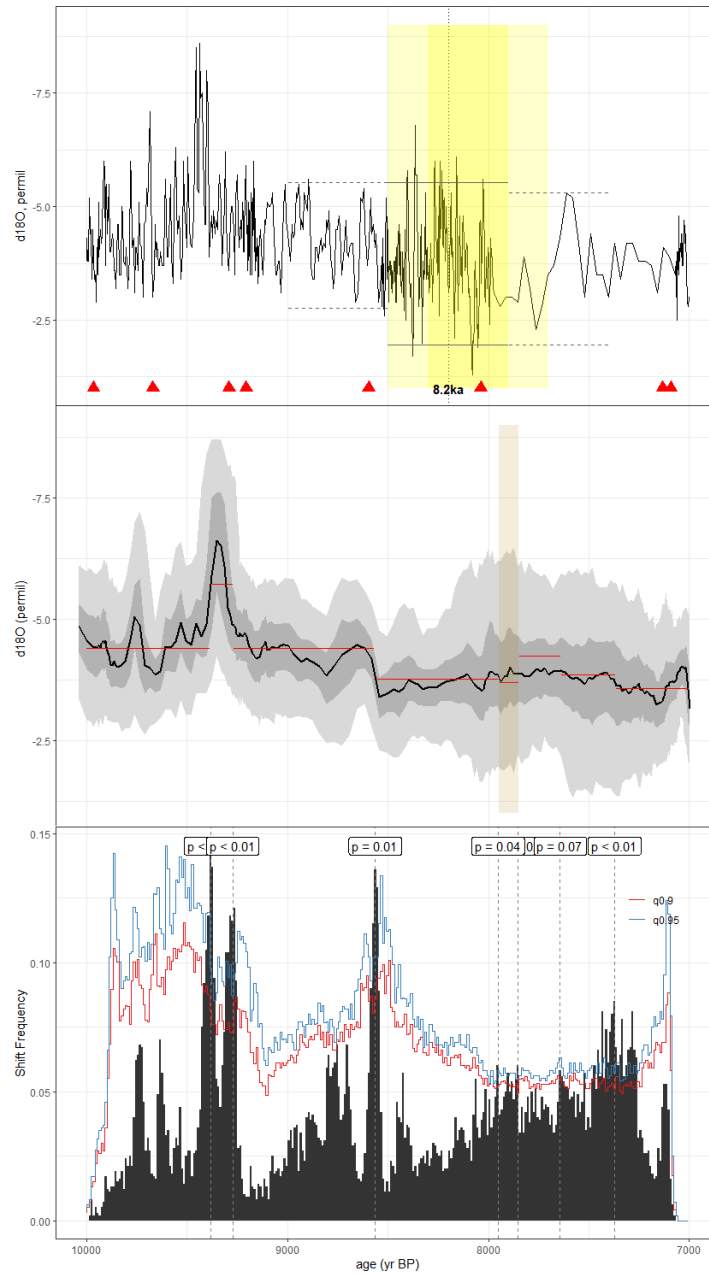 d18O, permil
-7.5
-5.0
-2.5
8.2ka
d18O (permil)
-7.5
-5.0
-2.5
Shift Frequency
0.15
0.10
0.05
0.00
p <
p < 0.01
p = 0.01
p = 0.04
p = 0.07
p < 0.01
q0.9
q0.95
10000
9000
8000
7000
age (yr BP)